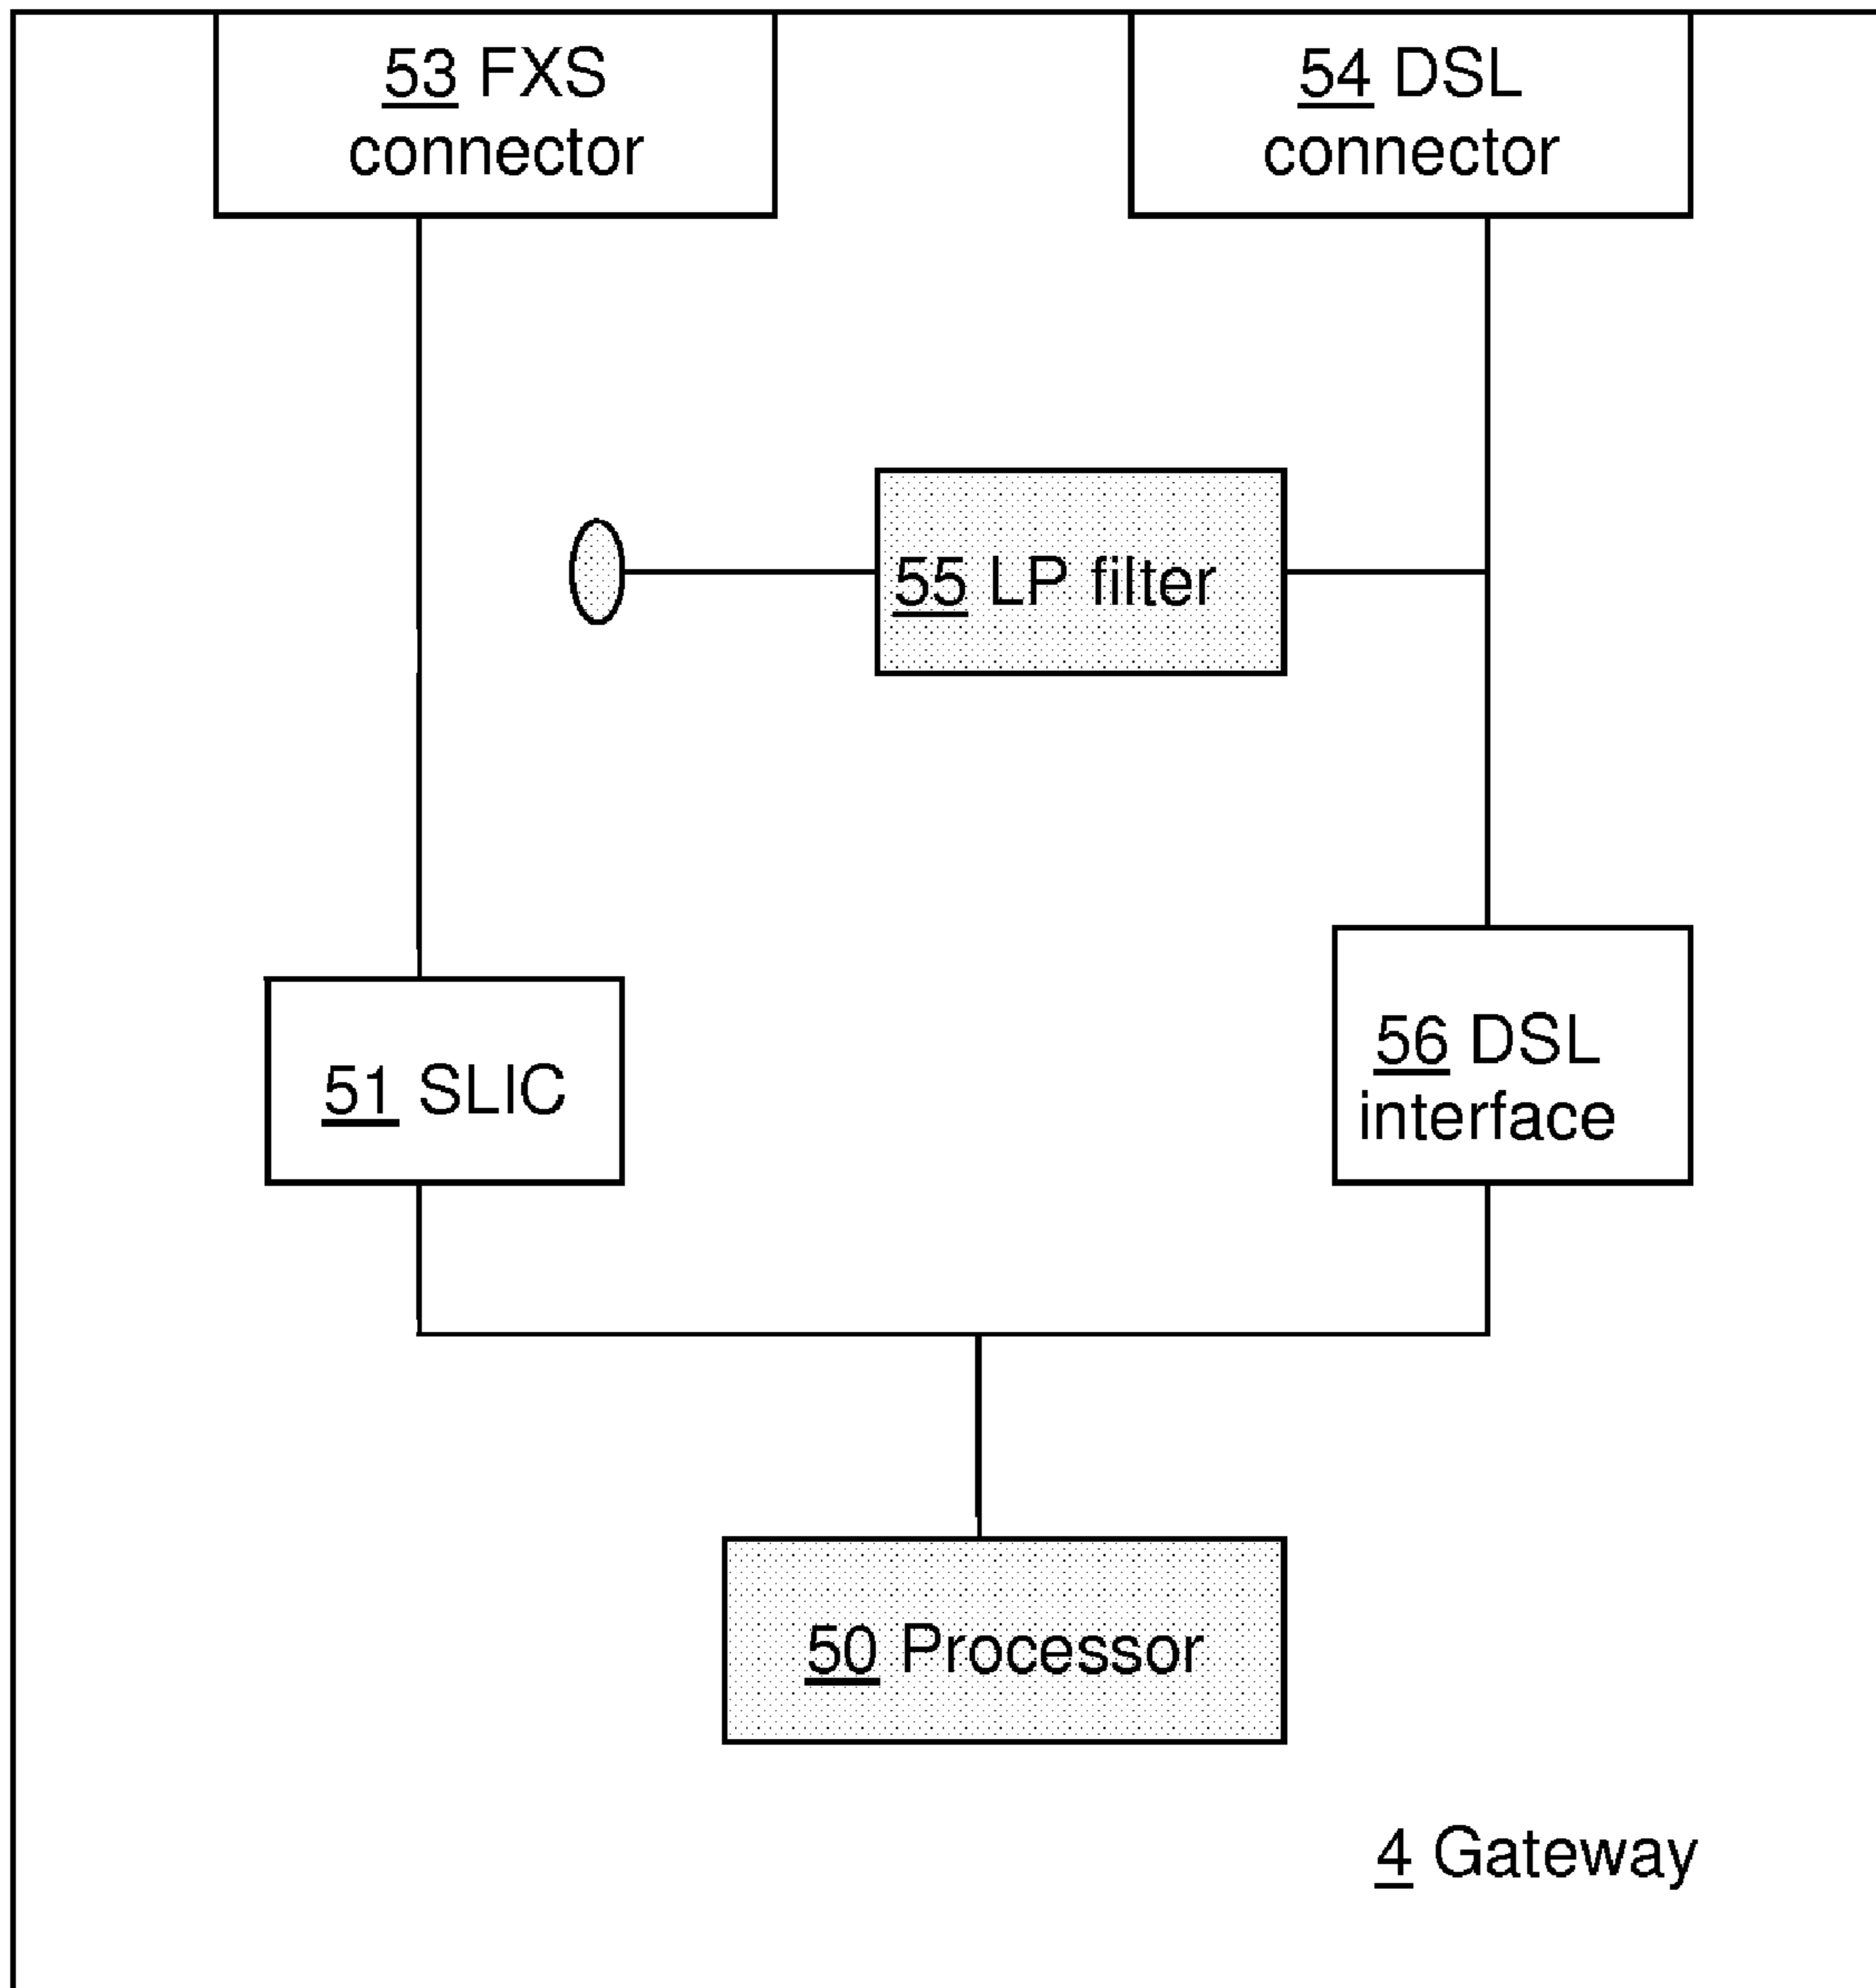 53 FXS
connector
54 DSL
connector
55 LP filter
51 SLIC
56 DSL
interface
50 Processor
4 Gateway